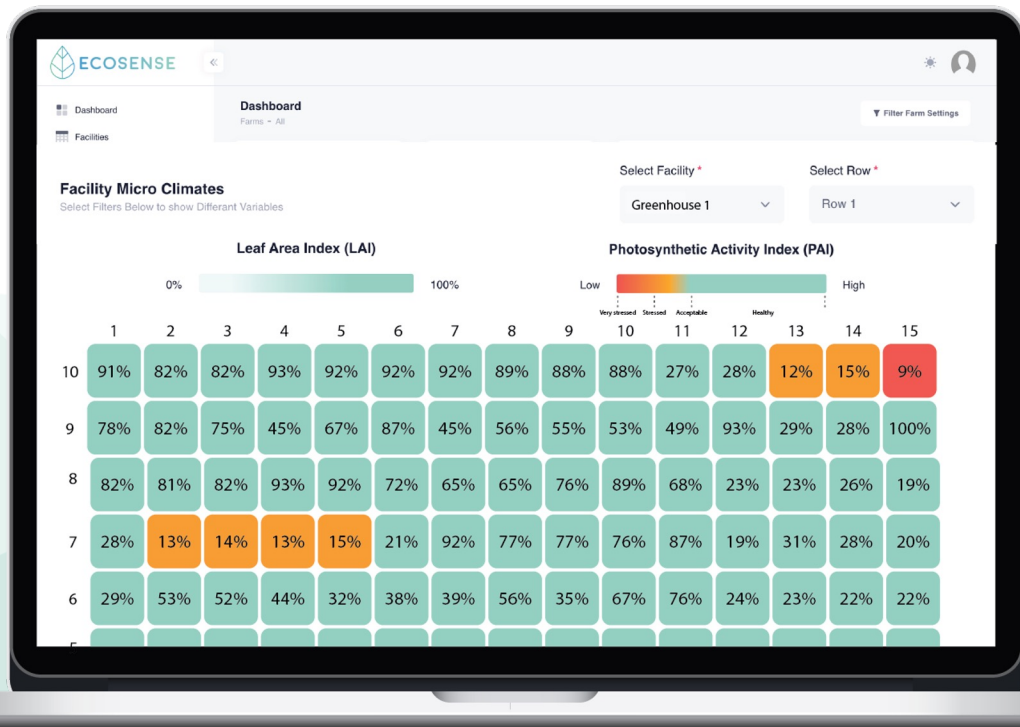 ECOSENSE
Dashboard
Facilities
Dashboard
Farms - All
Filter Farm Settings
Facility Micro Climates
Select Filters Below to show Differant Variables
Select Facility *
Greenhouse 1
Select Row *
Row 1
Leaf Area Index (LAI)
0% 100%
Photosynthetic Activity Index (PAI)
Low High
Very stressed Stressed Acceptable Healthy
1 2 3 4 5 6 7 8 9 10 11 12 13 14 15
10 91% 82% 82% 93% 92% 92% 92% 89% 88% 88% 27% 28% 12% 15% 9%
9 78% 82% 75% 45% 67% 87% 45% 56% 55% 53% 49% 93% 29% 28% 100%
8 82% 81% 82% 93% 92% 72% 65% 65% 76% 89% 68% 23% 23% 26% 19%
7 28% 13% 14% 13% 15% 21% 92% 77% 77% 76% 87% 19% 31% 28% 20%
6 29% 53% 52% 44% 32% 38% 39% 56% 35% 67% 76% 24% 23% 22% 22%